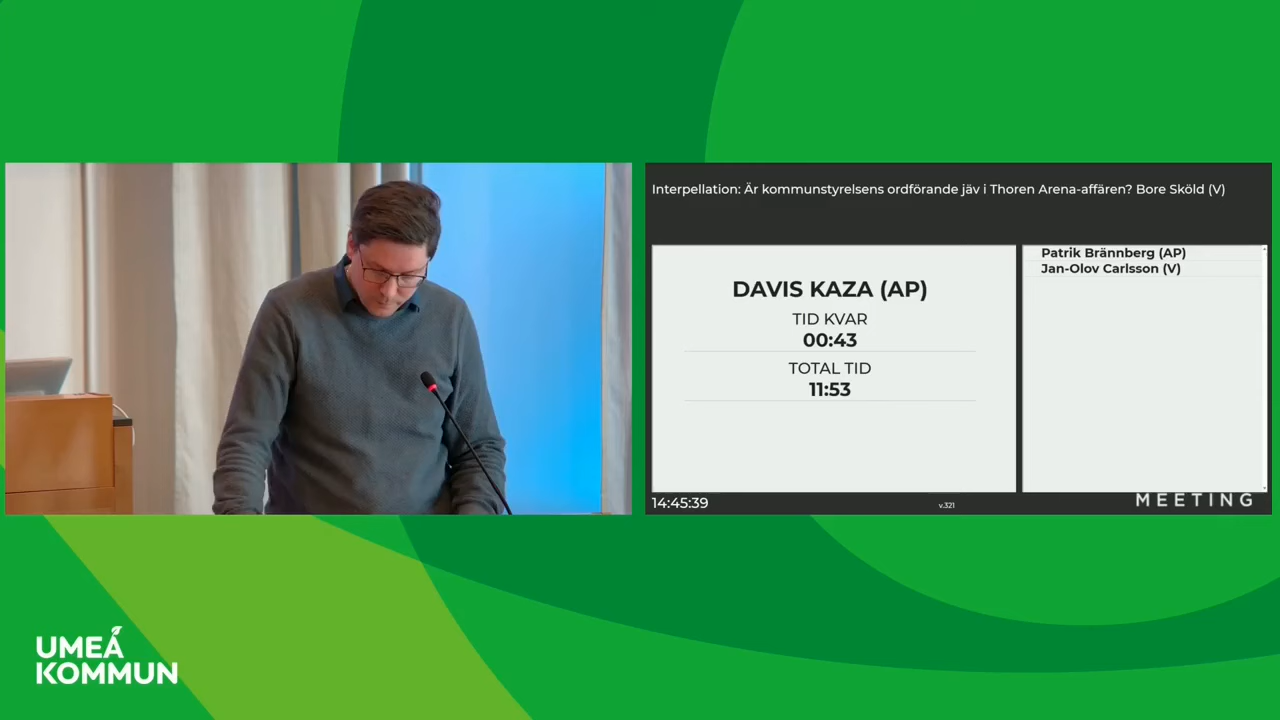 Interpellation: Är kommunstyrelsens ordförande jäv i Thoren Arena-affären? Bore Sköld (V)
DAVIS KAZA (AP)
TID KVAR
00:43
TOTAL TID
11:53
Patrik Brännberg (AP)
Jan-Olov Carlsson (V)
14:45:39
v.321
MEETING
UMEÅ
KOMMUN